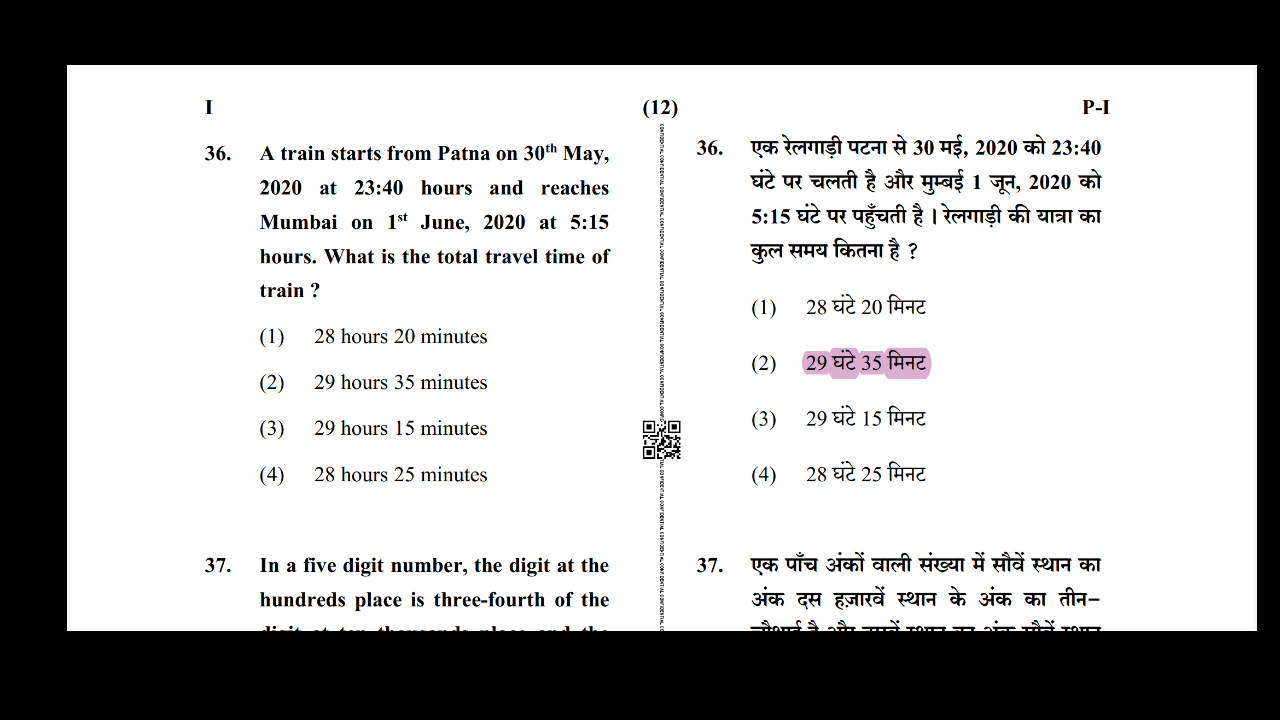 I
(12)
P-I
36. A train starts from Patna on 30th May,
2020 at 23:40 hours and reaches
Mumbai on 1st June, 2020 at 5:15
hours. What is the total travel time of
train ?
(1) 28 hours 20 minutes
(2) 29 hours 35 minutes
(3) 29 hours 15 minutes
(4) 28 hours 25 minutes
37. In a five digit number, the digit at the
hundreds place is three-fourth of the
36. एक रेलगाड़ी पटना से 30 मई, 2020 को 23:40
घंटे पर चलती है और मुम्बई 1 जून, 2020 को
5:15 घंटे पर पहुँचती है । रेलगाड़ी की यात्रा का
कुल समय कितना है ?
(1) 28 घंटे 20 मिनट
(2) 29 घंटे 35 मिनट
(3) 29 घंटे 15 मिनट
(4) 28 घंटे 25 मिनट
37. एक पाँच अंकों वाली संख्या में सौवें स्थान का
अंक दस हज़ारवें स्थान के अंक का तीन–